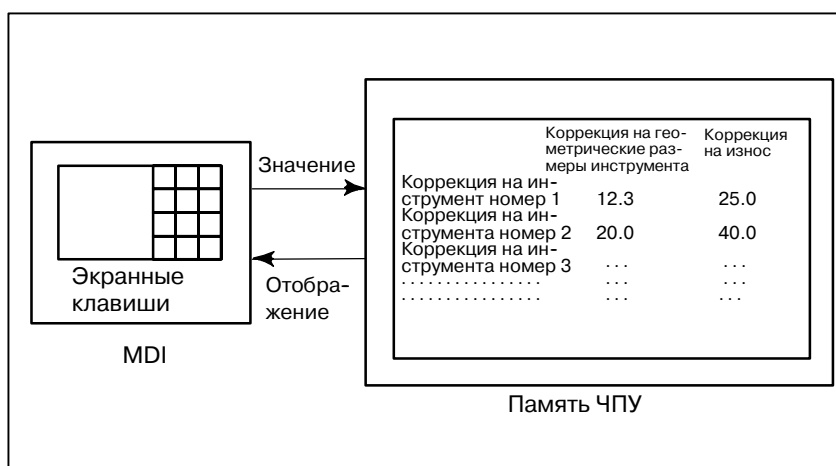 Значение
Экранные
клавиши
Отобра-
жение
MDI
Коррекция на гео-
метрические раз-
меры инструмента
Коррекция
на износ
Коррекция на ин-
струмент номер 1 12.3 25.0
Коррекция на ин-
струмента номер 2 20.0 40.0
Коррекция на ин-
струмента номер 3 ... ...
................ ... ...
................ ... ...
Память ЧПУ